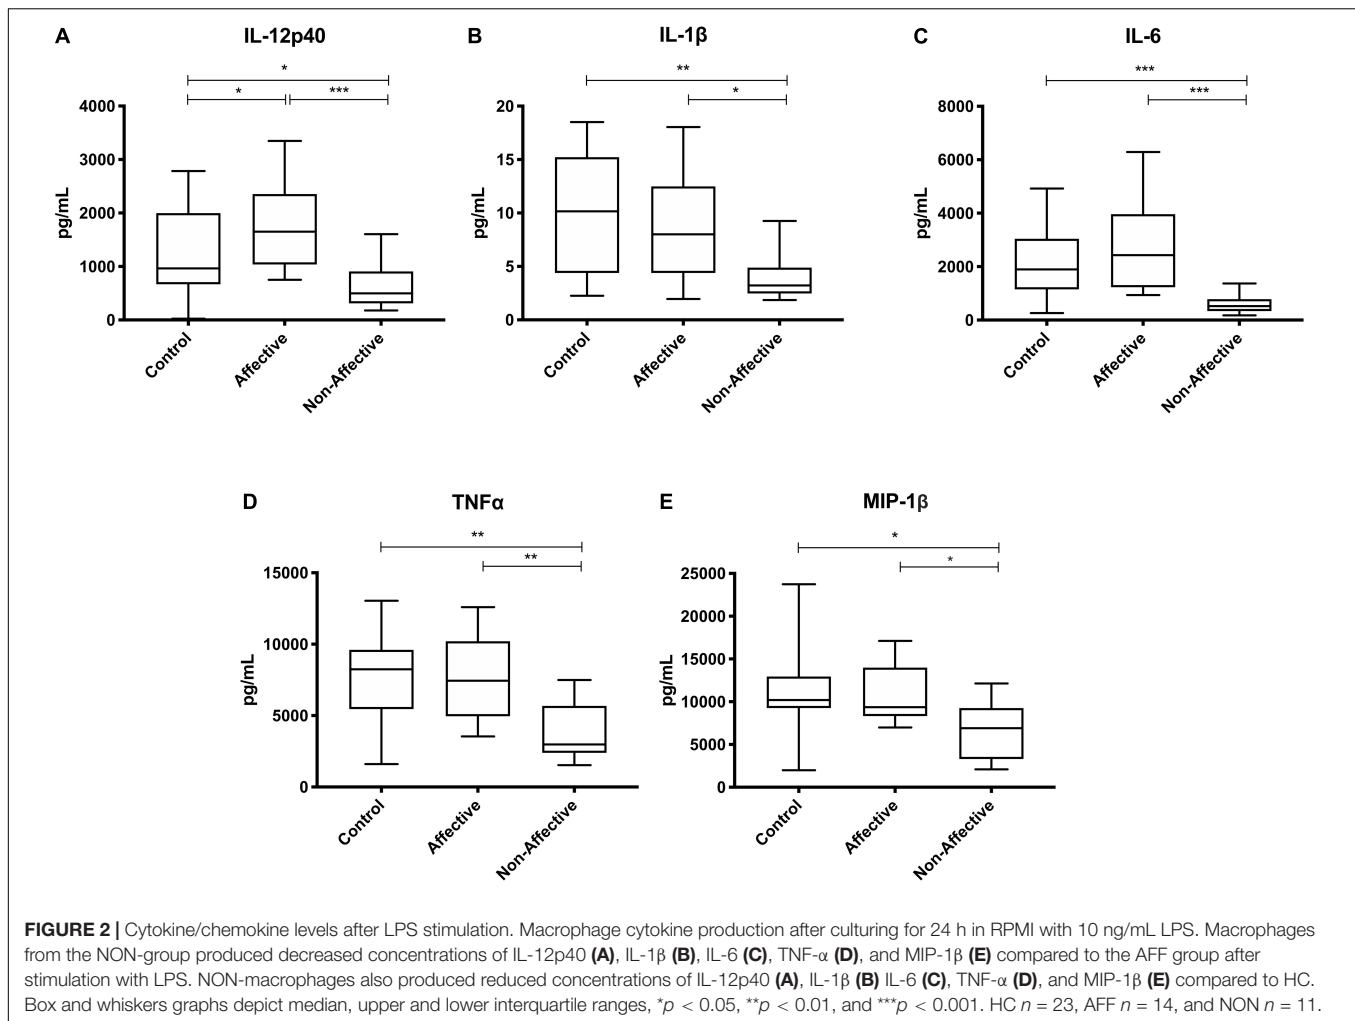 A IL-12p40
*
* ***
4000
3000
2000
1000
0
pg/mL
Control
Affective
Non-Affective
B IL-1β
**
*
20
15
10
5
0
pg/mL
Control
Affective
Non-Affective
C IL-6
***
***
8000
6000
4000
2000
0
pg/mL
Control
Affective
Non-Affective
D TNFα
**
**
15000
10000
5000
0
pg/mL
Control
Affective
Non-Affective
E MIP-1β
*
*
25000
20000
15000
10000
5000
0
pg/mL
Control
Affective
Non-Affective
FIGURE 2 | Cytokine/chemokine levels after LPS stimulation. Macrophage cytokine production after culturing for 24 h in RPMI with 10 ng/mL LPS. Macrophages
from the NON-group produced decreased concentrations of IL-12p40 (A), IL-1β (B), IL-6 (C), TNF-α (D), and MIP-1β (E) compared to the AFF group after
stimulation with LPS. NON-macrophages also produced reduced concentrations of IL-12p40 (A), IL-1β (B) IL-6 (C), TNF-α (D), and MIP-1β (E) compared to HC.
Box and whiskers graphs depict median, upper and lower interquartile ranges, *p < 0.05, **p < 0.01, and ***p < 0.001. HC n = 23, AFF n = 14, and NON n = 11.